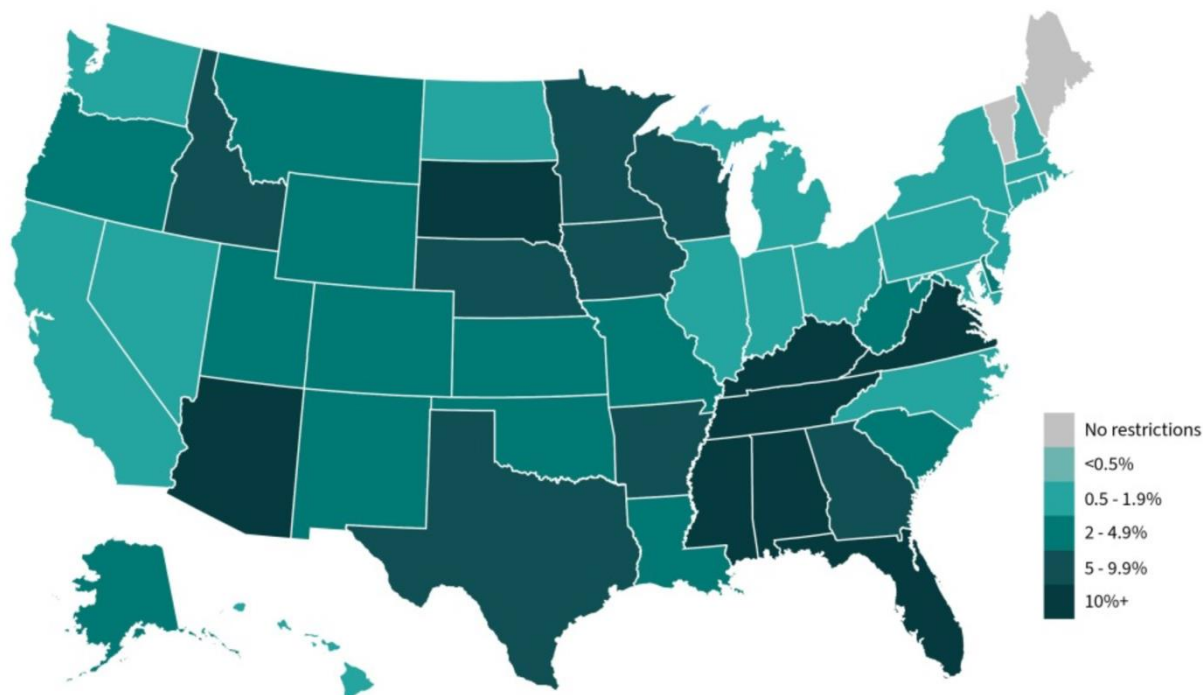 No restrictions
<0.5%
0.5 - 1.9%
2 - 4.9%
5 - 9.9%
10%+